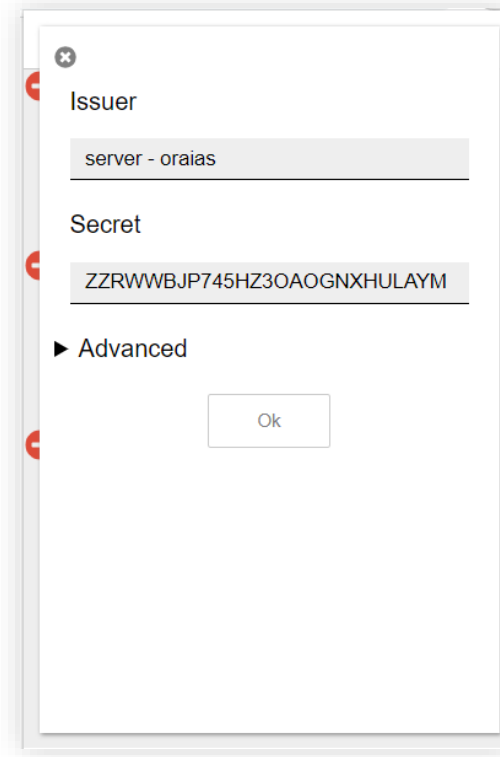 Issuer
server - oraias
Secret
ZZRWWBJP745HZ3OAOGNXHULAYM
Advanced
Ok